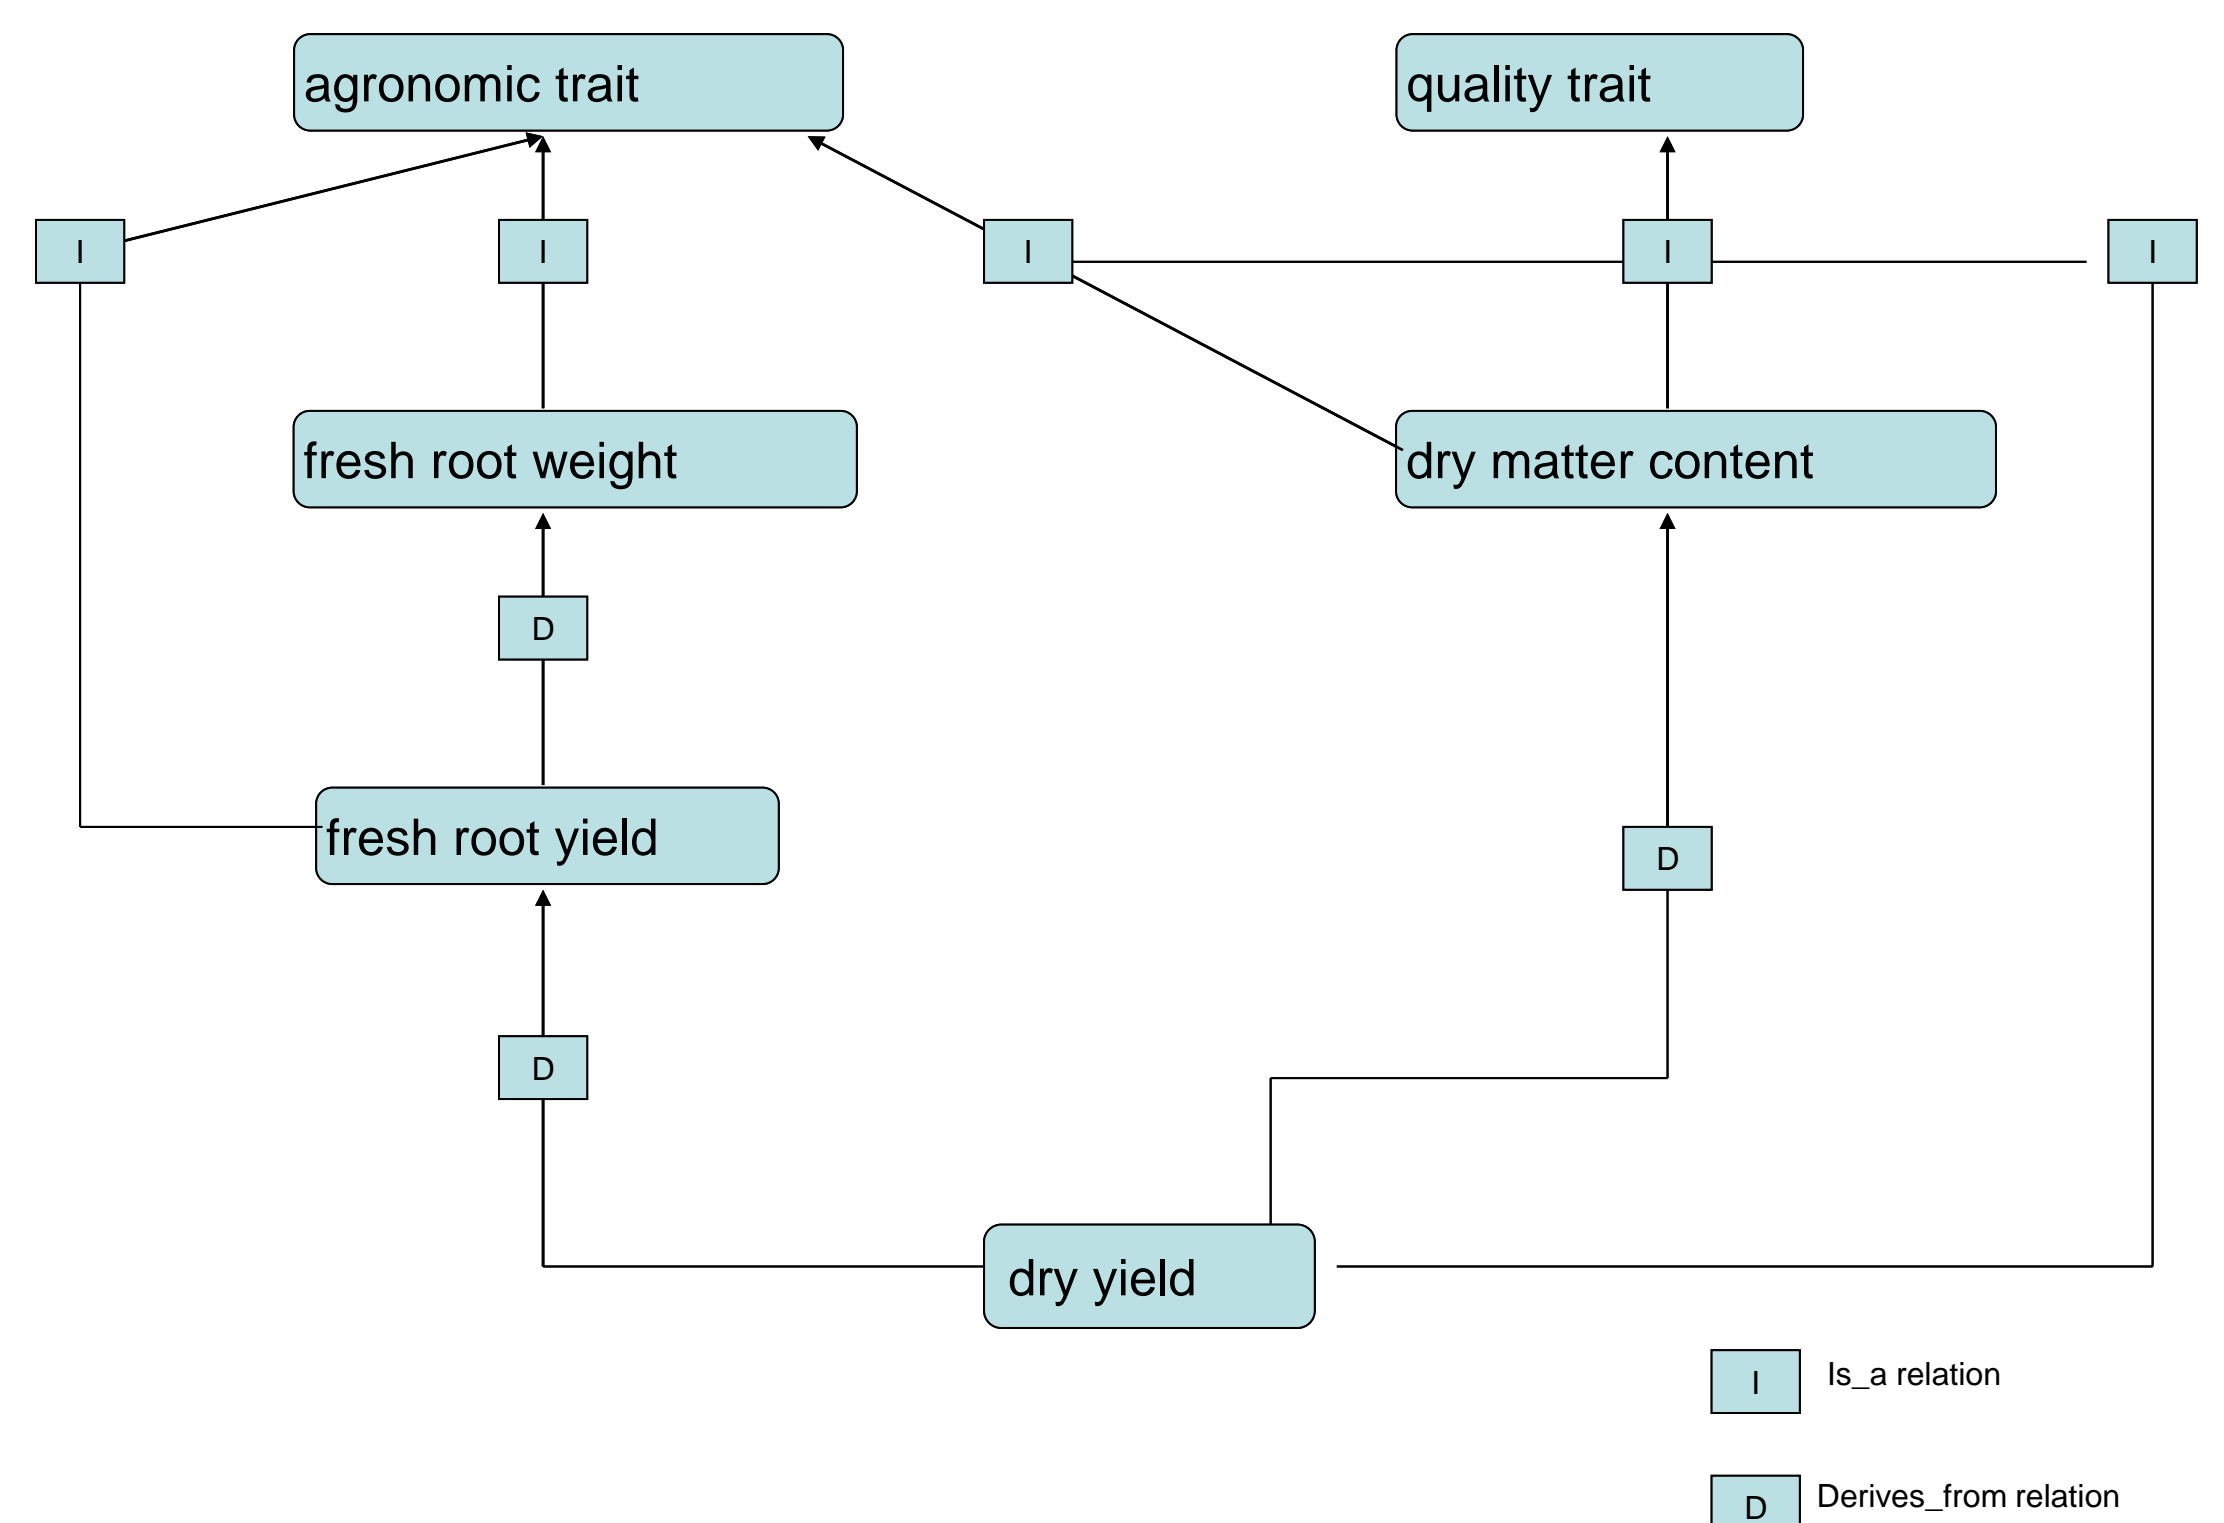 agronomic trait
quality trait
I
I
I
I
I
fresh root weight
dry matter content
D
fresh root yield
D
D
dry yield
I
Is_a relation
D
Derives_from relation